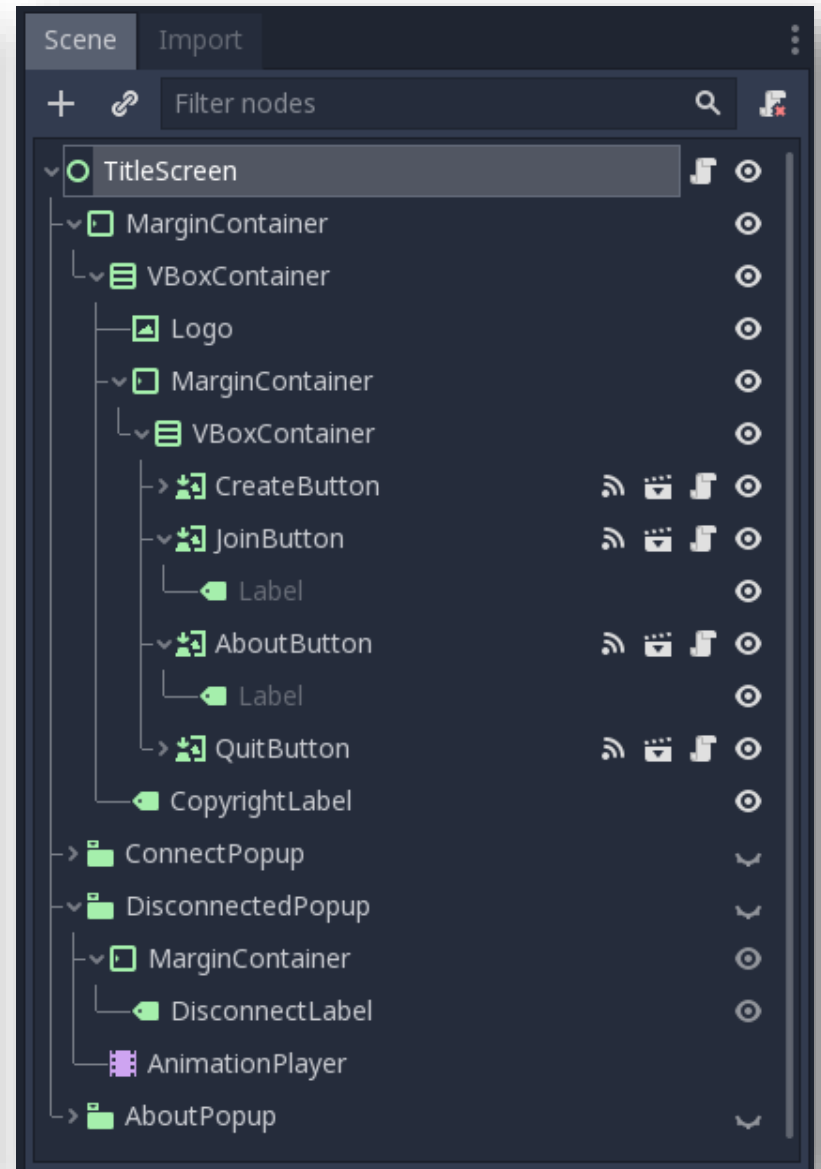 Scene Import
Filter nodes
TitleScreen
MarginContainer
VBoxContainer
Logo
MarginContainer
VBoxContainer
CreateButton
JoinButton
Label
AboutButton
Label
QuitButton
CopyrightLabel
ConnectPopup
DisconnectedPopup
MarginContainer
DisconnectLabel
AnimationPlayer
AboutPopup